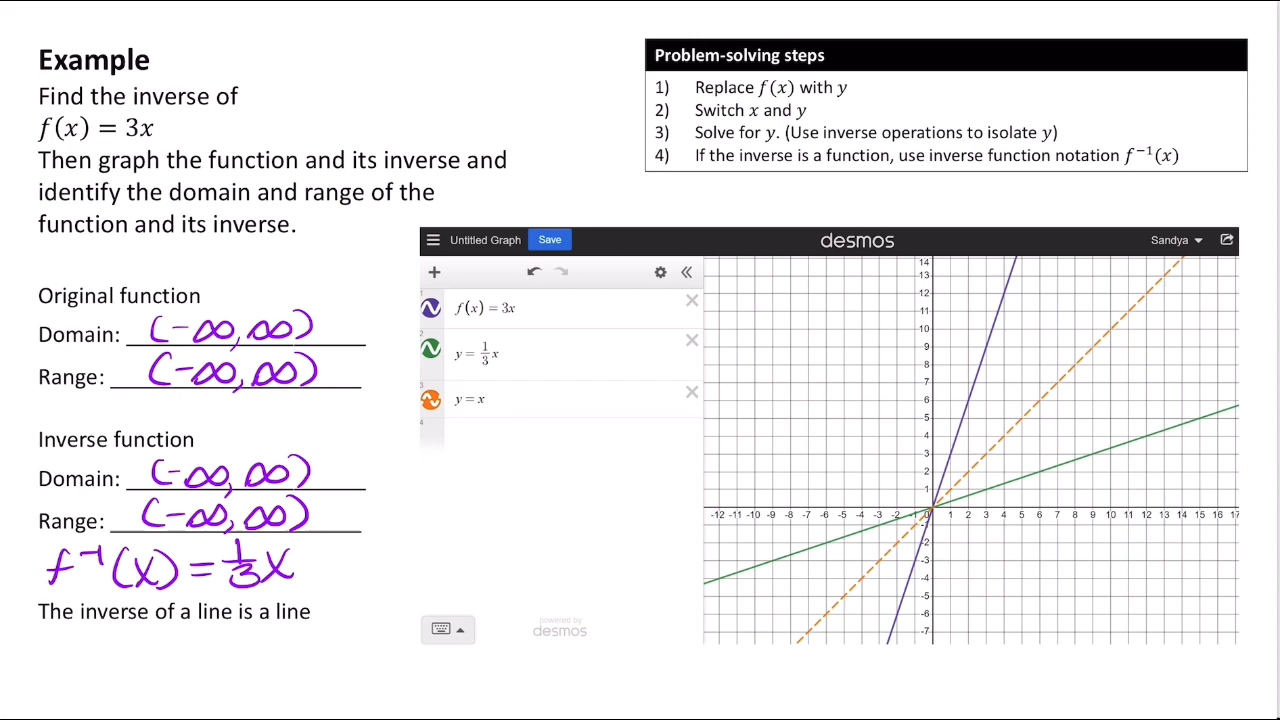 Example
Find the inverse of
f(x) = 3x
Then graph the function and its inverse and
identify the domain and range of the
function and its inverse.
Original function
Domain: (-∞, ∞)
Range: (-∞, ∞)
Inverse function
Domain: (-∞, ∞)
Range: (-∞, ∞)
f⁻¹(x) = 1/3 x
The inverse of a line is a line
Problem-solving steps
1) Replace f(x) with y
2) Switch x and y
3) Solve for y. (Use inverse operations to isolate y)
4) If the inverse is a function, use inverse function notation f⁻¹(x)
Untitled Graph Save desmos Sandya
1
f(x) = 3x
2
y = 1/3 x
3
y = x
4
powered by
desmos
14
13
12
11
10
9
8
7
6
5
4
3
2
1
-12 -11 -10 -9 -8 -7 -6 -5 -4 -3 -2 -1 0 1 2 3 4 5 6 7 8 9 10 11 12 13 14 15 16 17
-1
-2
-3
-4
-5
-6
-7